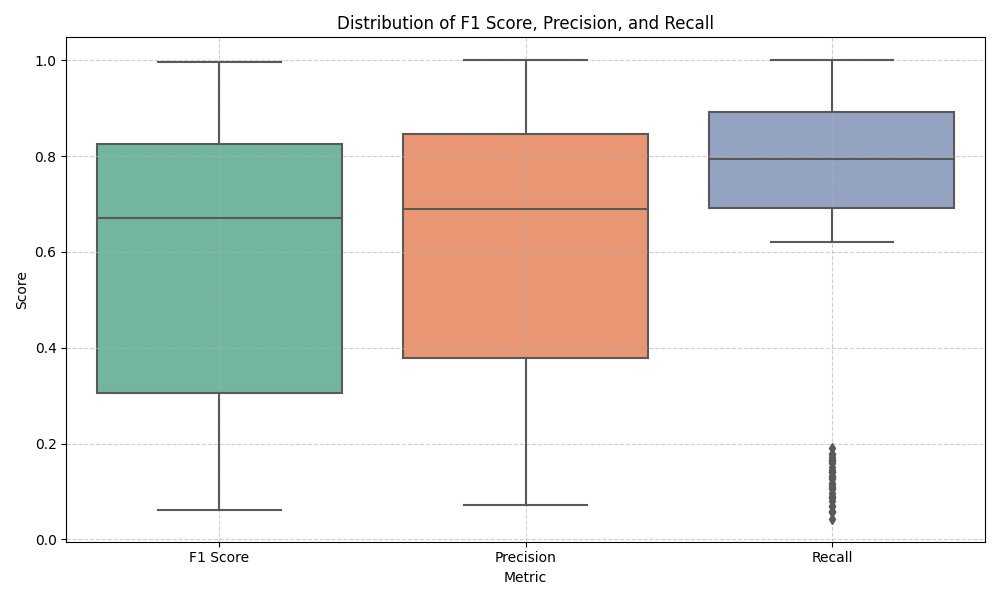 Distribution of F1 Score, Precision, and Recall
1.0
0.8
0.6
0.4
0.2
0.0
Score
F1 Score Precision Recall
Metric